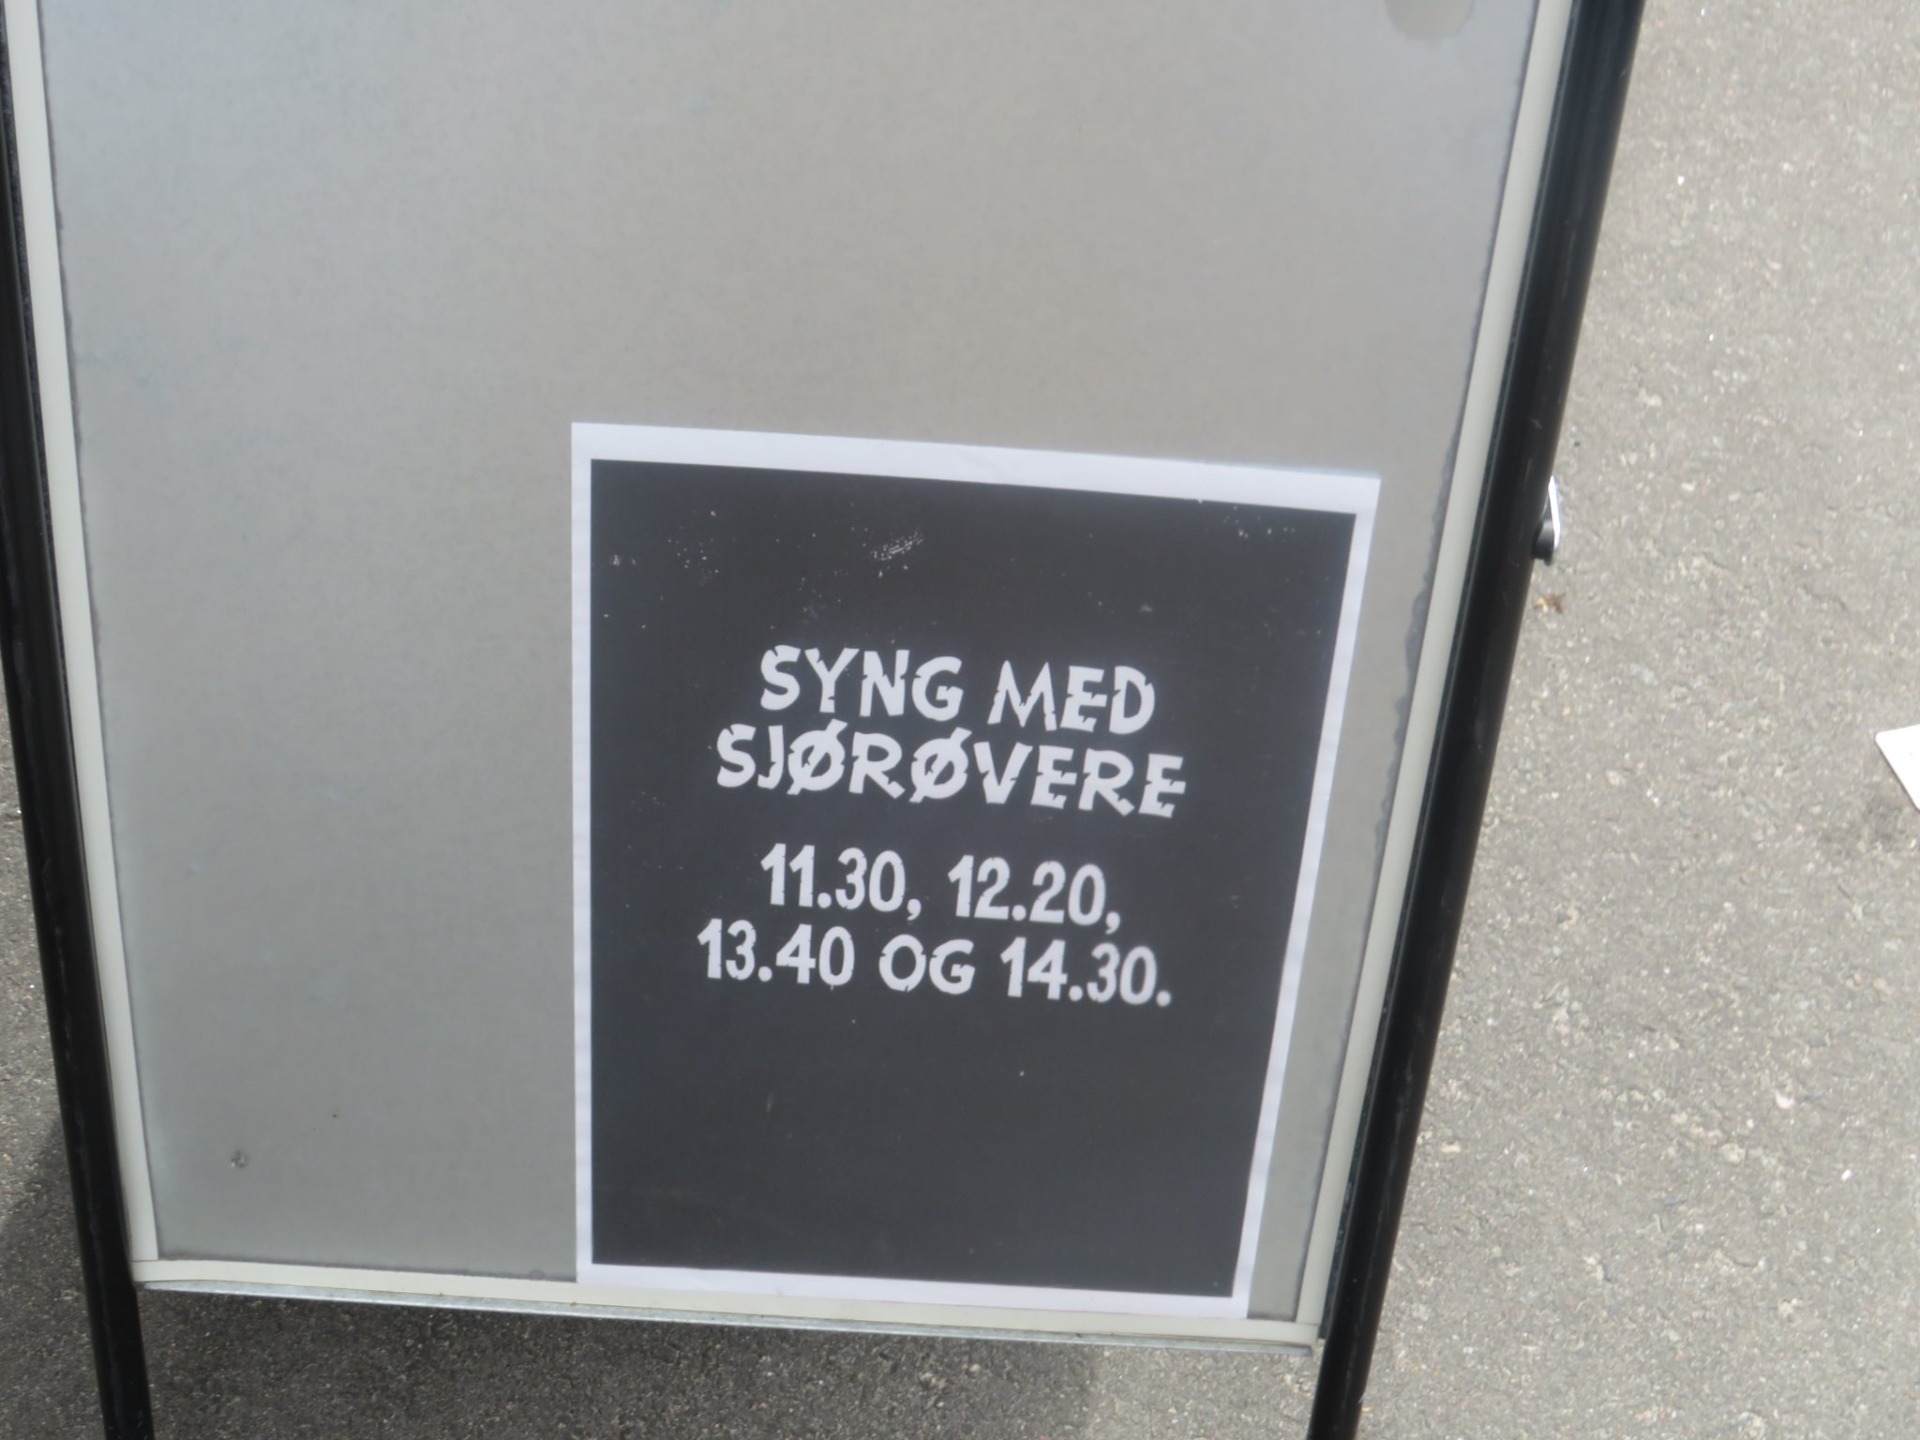 SYNG MED
SJØRØVERE
11.30, 12.20,
13.40 OG 14.30.